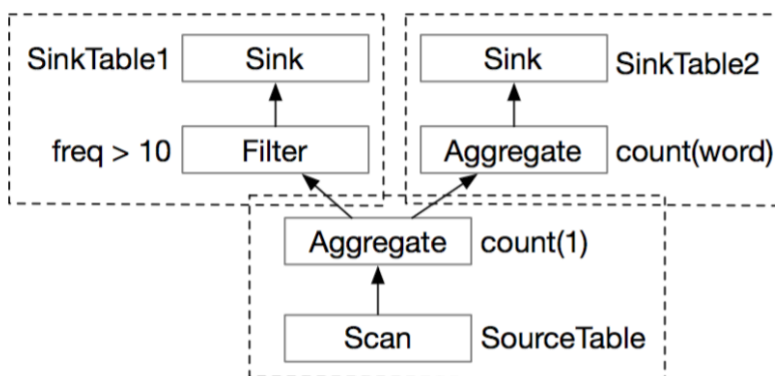 SinkTable1 Sink
Sink SinkTable2
freq > 10 Filter
Aggregate count(word)
Aggregate count(1)
Scan SourceTable